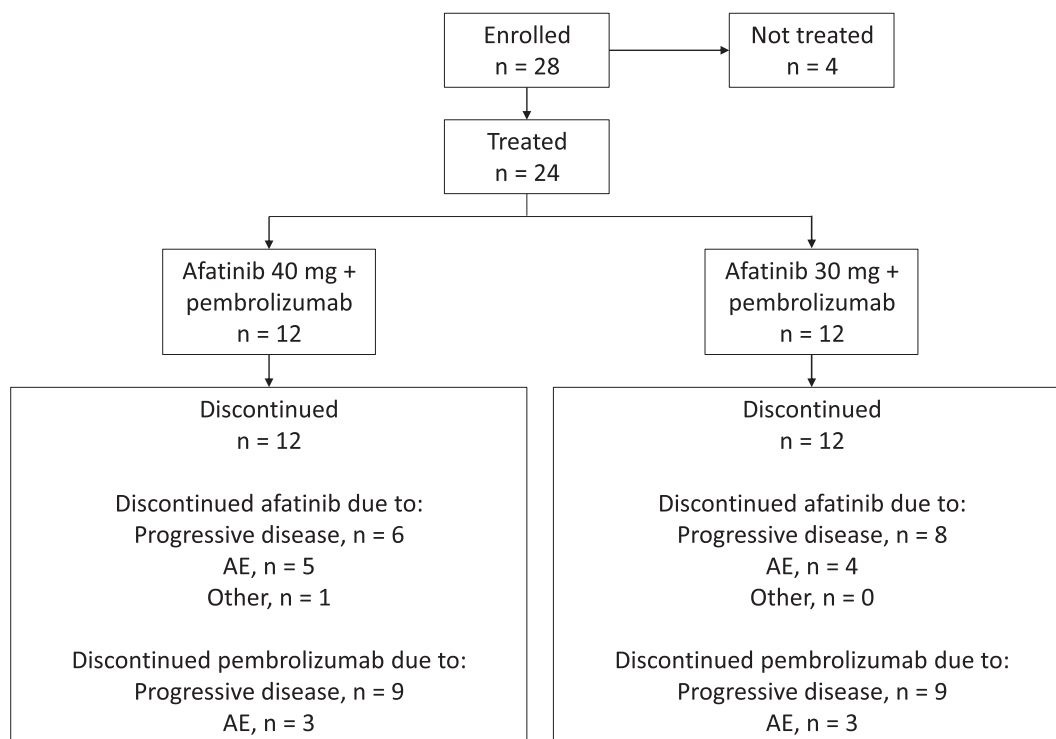 Enrolled
n = 28
Not treated
n = 4
Treated
n = 24
Afatinib 40 mg +
pembrolizumab
n = 12
Afatinib 30 mg +
pembrolizumab
n = 12
Discontinued
n = 12
Discontinued afatinib due to:
Progressive disease, n = 6
AE, n = 5
Other, n = 1
Discontinued pembrolizumab due to:
Progressive disease, n = 9
AE, n = 3
Discontinued
n = 12
Discontinued afatinib due to:
Progressive disease, n = 8
AE, n = 4
Other, n = 0
Discontinued pembrolizumab due to:
Progressive disease, n = 9
AE, n = 3